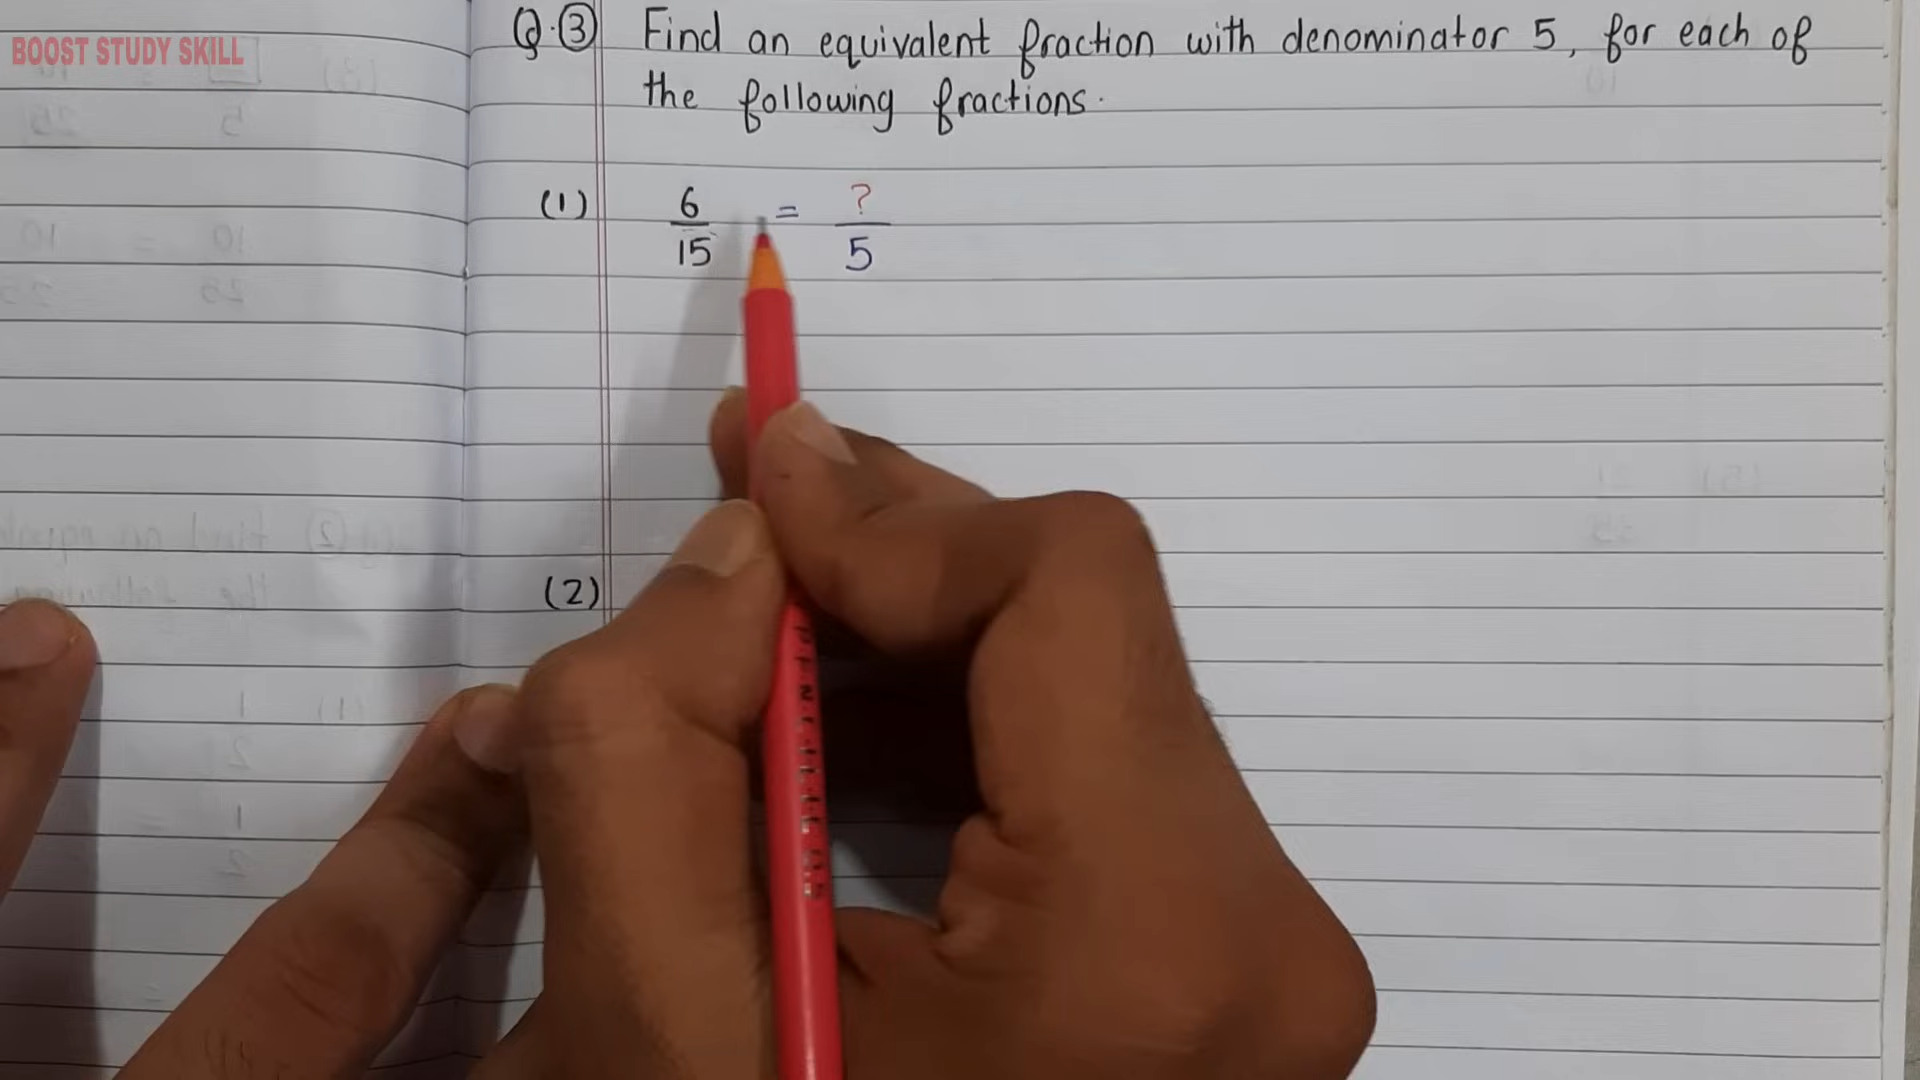 BOOST STUDY SKILL
Q.③ Find an equivalent fraction with denominator 5, for each of
the following fractions.
(1) 6/15 = ?/5
(2)